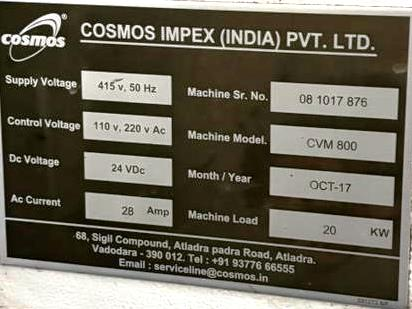 cosmos COSMOS IMPEX (INDIA) PVT. LTD.
Supply Voltage 415 v, 50 Hz Machine Sr. No. 08 1017 876
Control Voltage 110 v, 220 v Ac Machine Model. CVM 800
Dc Voltage 24 VDc Month / Year OCT-17
Ac Current 28 Amp Machine Load 20 KW
68, Sigil Compound, Atladra padra Road, Atladra.
Vadodara - 390 012. Tel : +91 93776 66555
Email : serviceline@cosmos.in